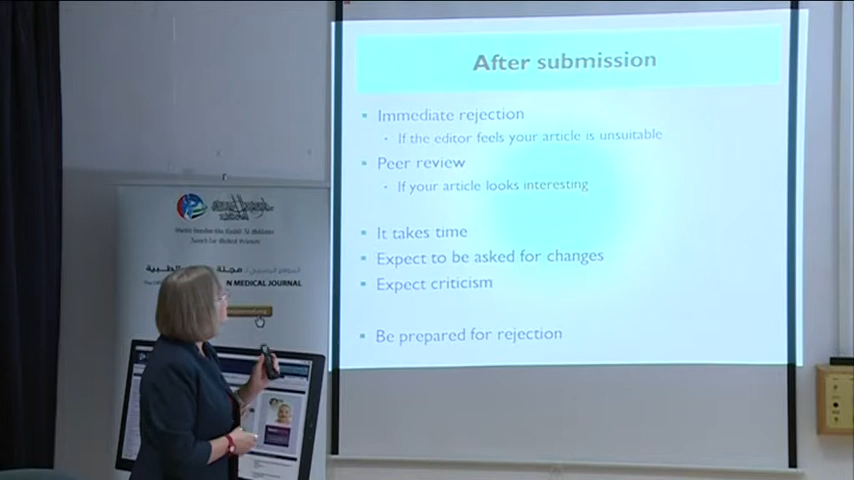 After submission
Immediate rejection
If the editor feels your article is unsuitable
Peer review
If your article looks interesting
It takes time
Expect to be asked for changes
Expect criticism
Be prepared for rejection
N MEDICAL JOURNAL